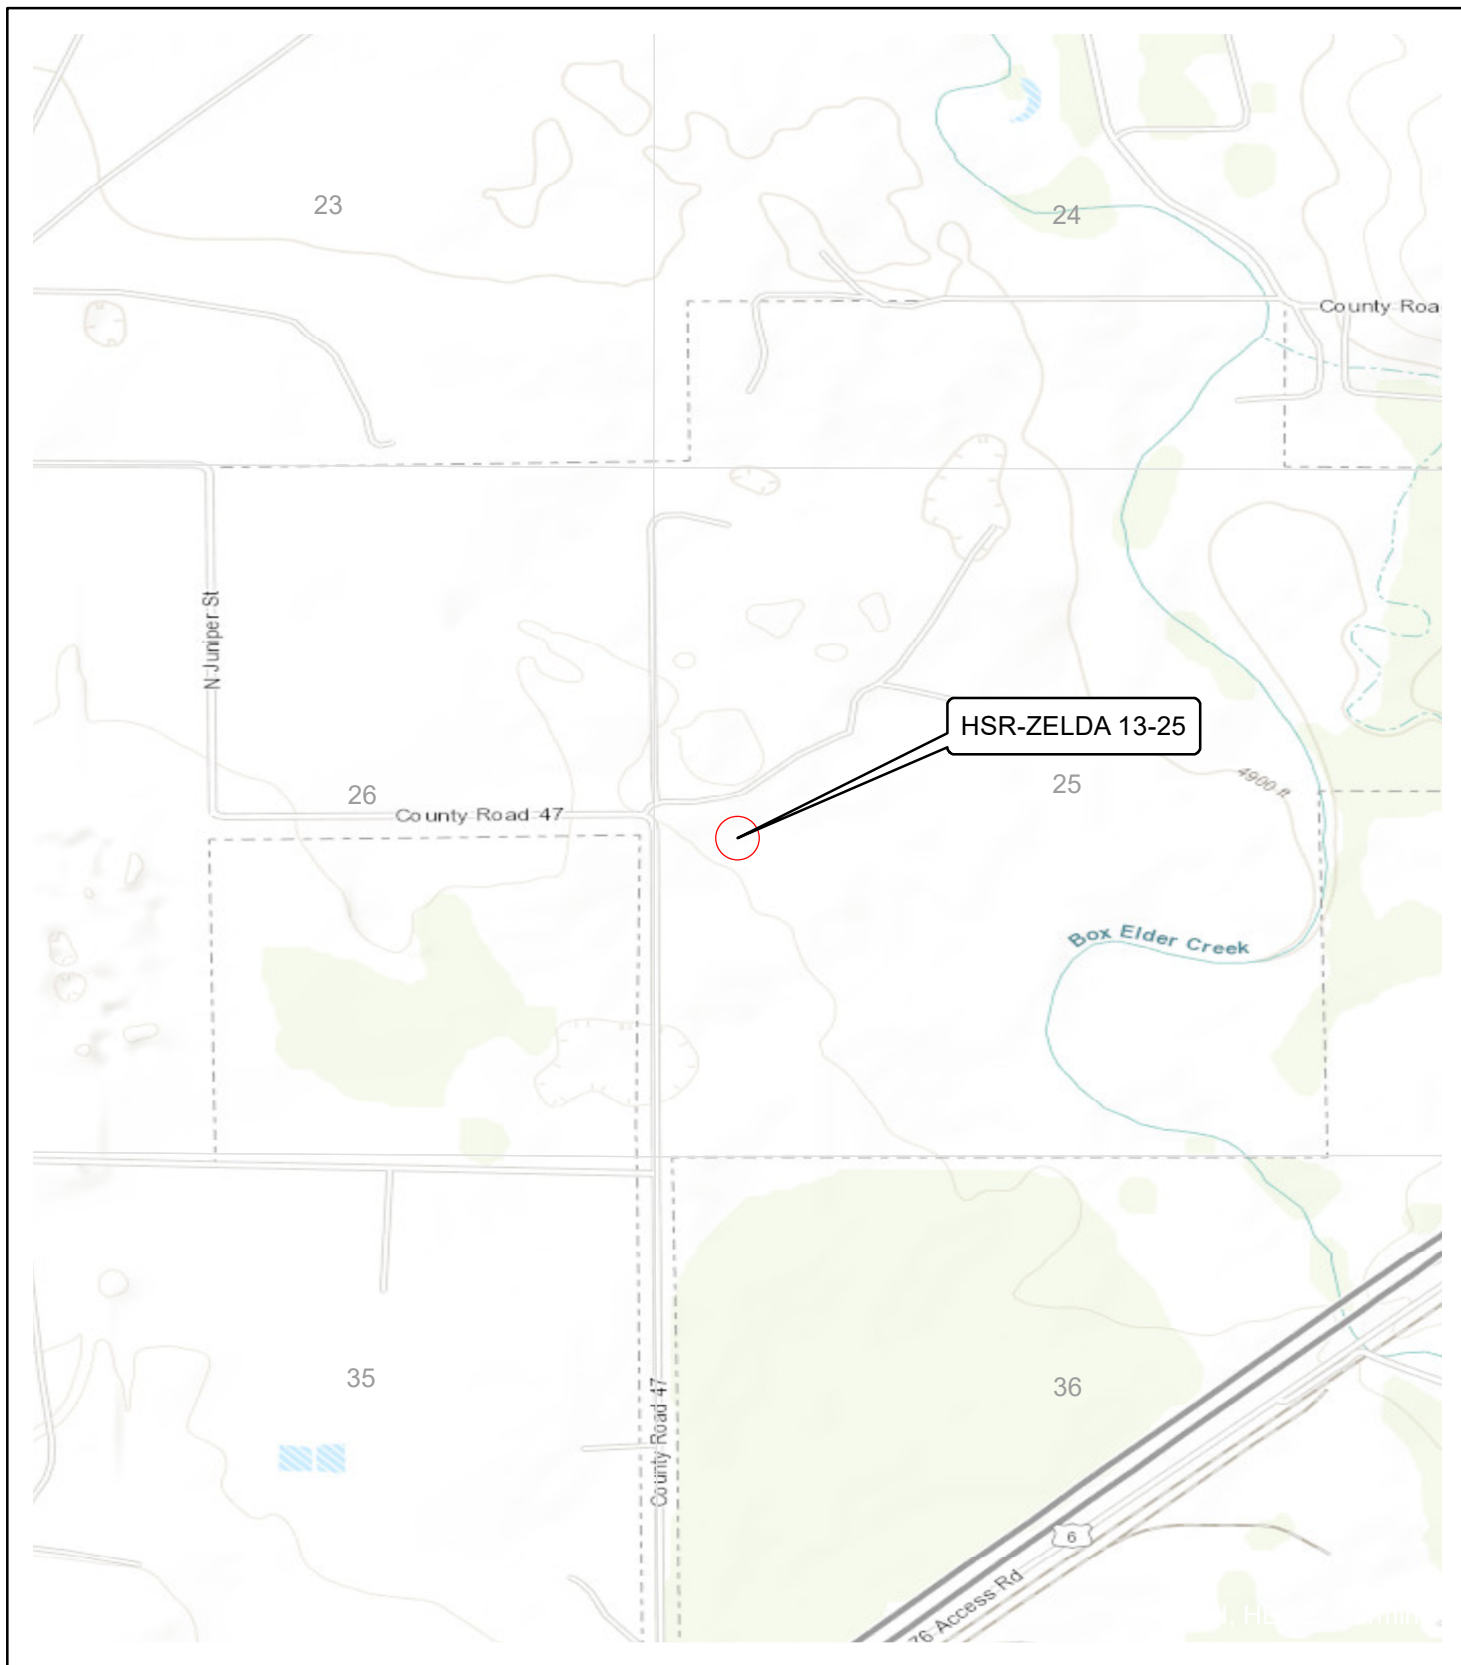 23
24
County Roa
N Juniper St
HSR-ZELDA 13-25
26
25
4900 ft
County Road 47
Box Elder Creek
35
36
County Road 47
6
76 Access Rd